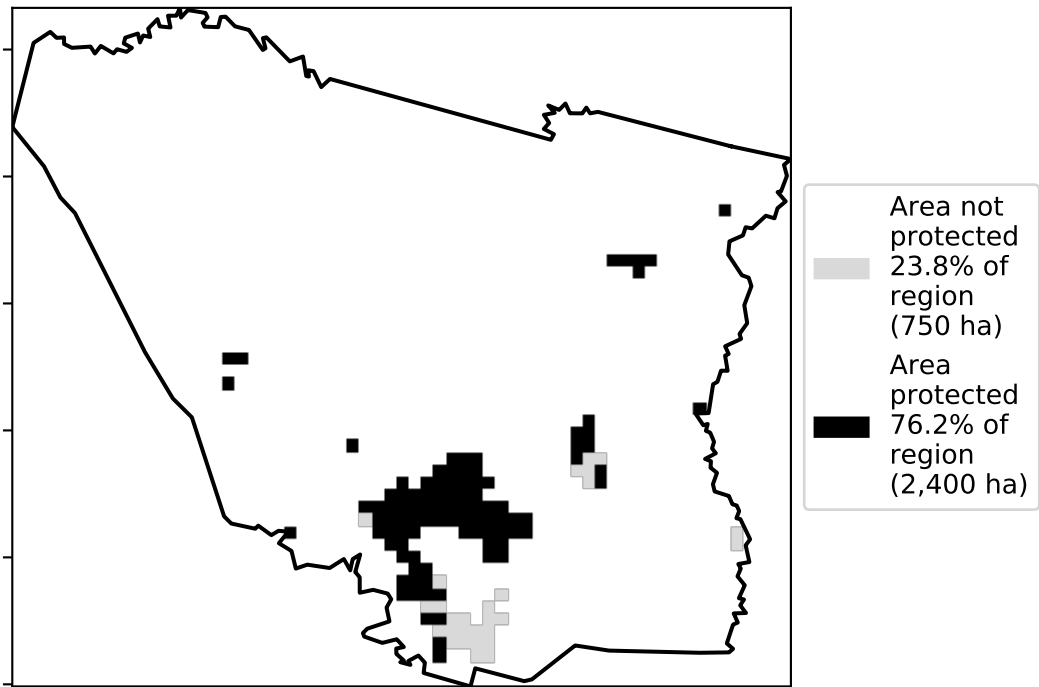 Area not
protected
23.8% of
region
(750 ha)
Area
protected
76.2% of
region
(2,400 ha)